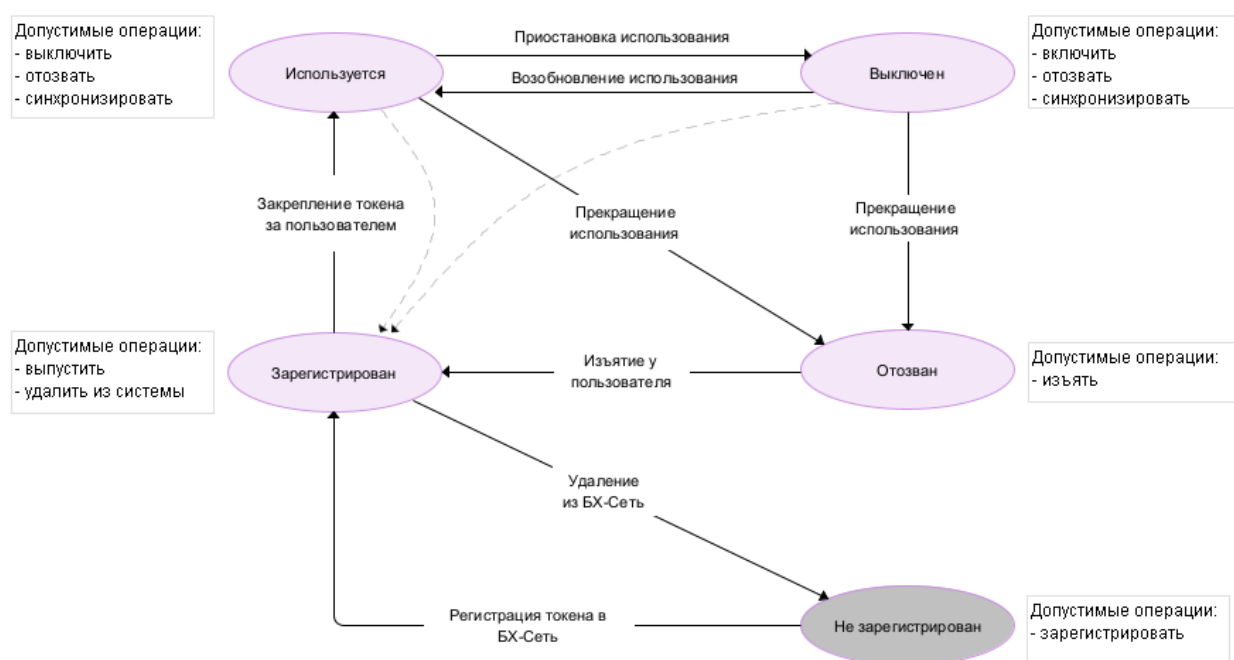 Допустимые операции:
- выключить
- отозвать
- синхронизировать
Используется
Приостановка использования
Возобновление использования
Выключен
Допустимые операции:
- включить
- отозвать
- синхронизировать
Закрепление токена
за пользователем
Прекращение
использования
Прекращение
использования
Допустимые операции:
- выпустить
- удалить из системы
Зарегистрирован
Изъятие у
пользователя
Отозван
Допустимые операции:
- изъять
Удаление
из БХ-Сеть
Регистрация токена в
БХ-Сеть
Не зарегистрирован
Допустимые операции:
- зарегистрировать